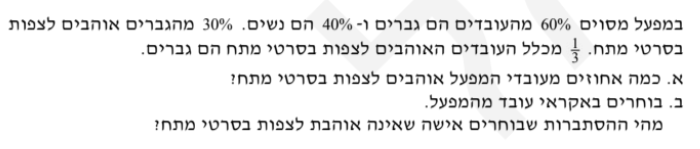 במפעל מסוים 60% מהעובדים הם גברים ו- 40% הם נשים. 30% מהגברים אוהבים לצפות
בסרטי מתח. 1/3 מכלל העובדים האוהבים לצפות בסרטי מתח הם גברים.
א. כמה אחוזים מעובדי המפעל אוהבים לצפות בסרטי מתח?
ב. בוחרים באקראי עובד מהמפעל.
מהי ההסתברות שבוחרים אישה שאינה אוהבת לצפות בסרטי מתח?